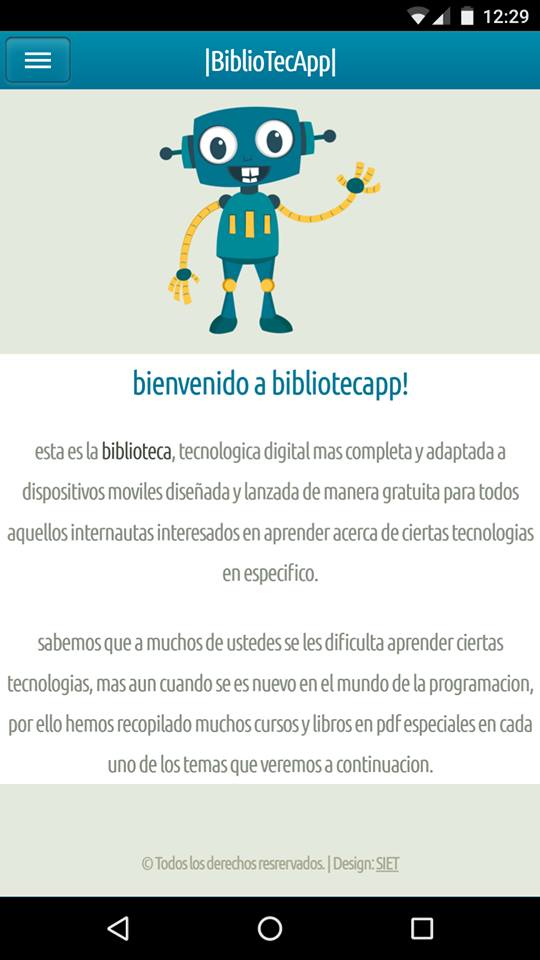 12:29
|BiblioTecApp|
bienvenido a bibliotecapp!
esta es la biblioteca, tecnologica digital mas completa y adaptada a
dispositivos moviles diseñada y lanzada de manera gratuita para todos
aquellos internautas interesados en aprender acerca de ciertas tecnologias
en especifico.
sabemos que a muchos de ustedes se les dificulta aprender ciertas
tecnologias, mas aun cuando se es nuevo en el mundo de la programacion,
por ello hemos recopilado muchos cursos y libros en pdf especiales en cada
uno de los temas que veremos a continuacion.
© Todos los derechos resrervados. | Design: SIET